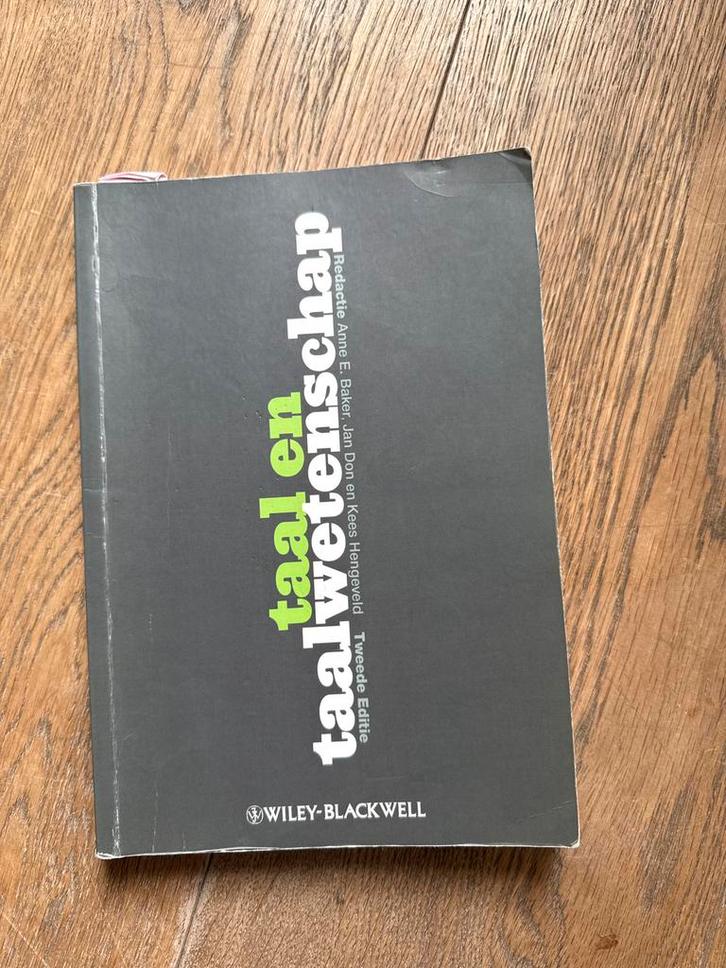 taal en
taalwetenschap
Redactie Anne E. Baker, Jan Don en Kees Hengeveld
Tweede Editie
WILEY-BLACKWELL